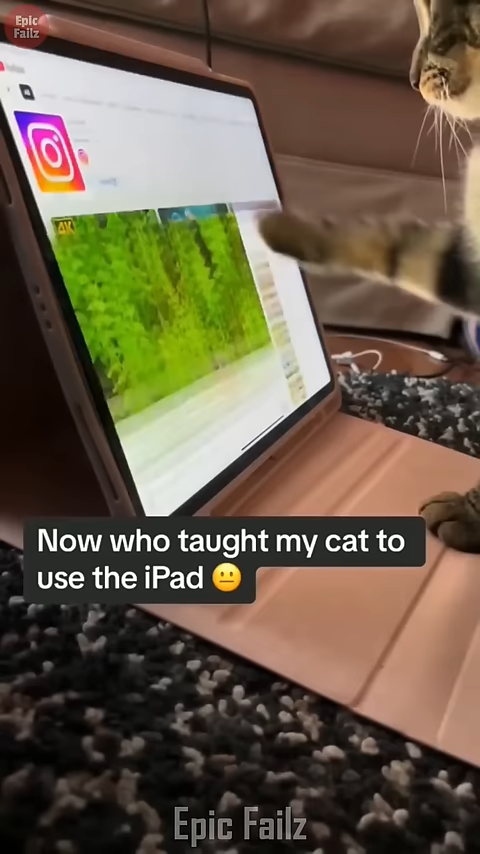 Epic
Failz
4K
Now who taught my cat to
use the iPad 😐
Epic Failz